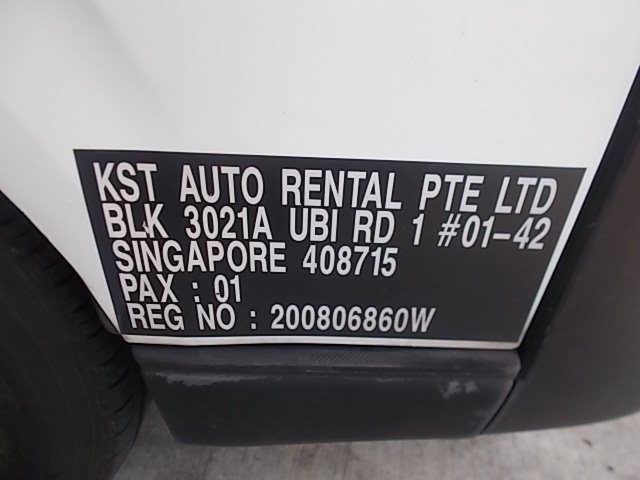 KST AUTO RENTAL PTE LTD
BLK 3021A UBI RD 1 #01-42
SINGAPORE 408715
PAX : 01
REG NO : 200806860W